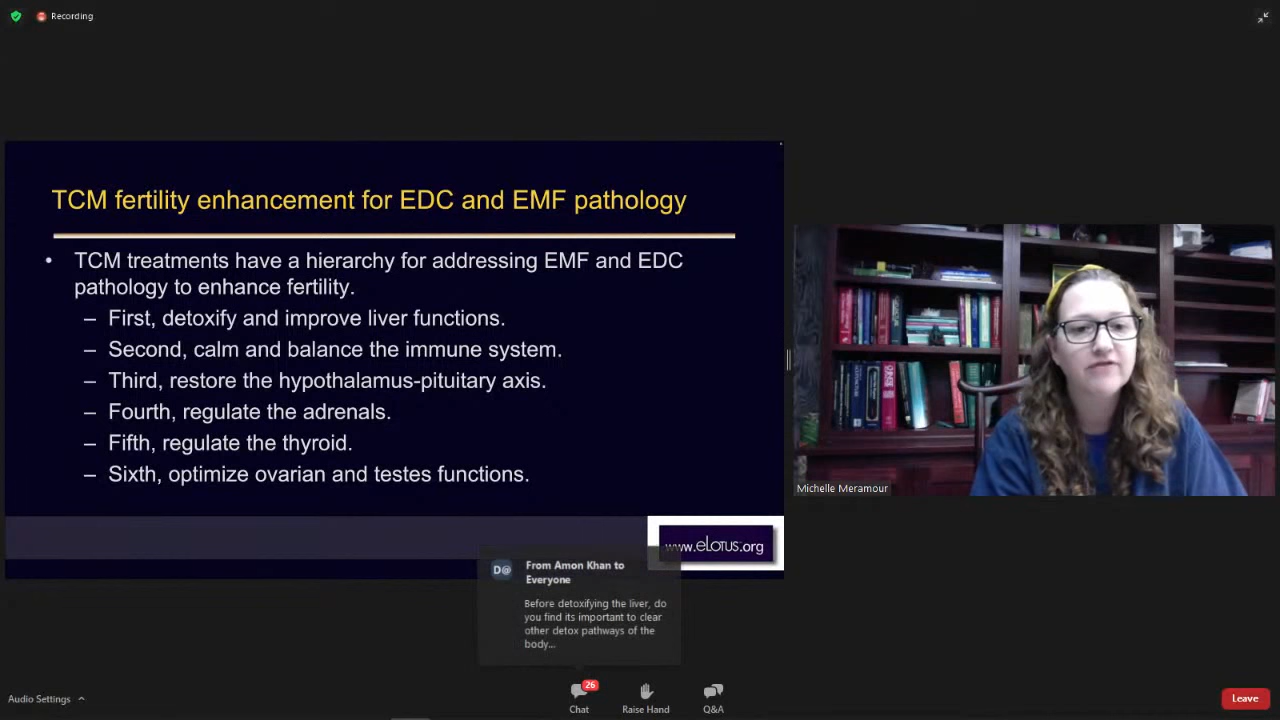 Recording
TCM fertility enhancement for EDC and EMF pathology
• TCM treatments have a hierarchy for addressing EMF and EDC
pathology to enhance fertility.
– First, detoxify and improve liver functions.
– Second, calm and balance the immune system.
– Third, restore the hypothalamus-pituitary axis.
– Fourth, regulate the adrenals.
– Fifth, regulate the thyroid.
– Sixth, optimize ovarian and testes functions.
www.eLotus.org
Michelle Meramour
D@
From Amon Khan to
Everyone
Before detoxifying the liver, do
you find its important to clear
other detox pathways of the
body...
Audio Settings
26
Chat
Raise Hand
Q&A
Leave